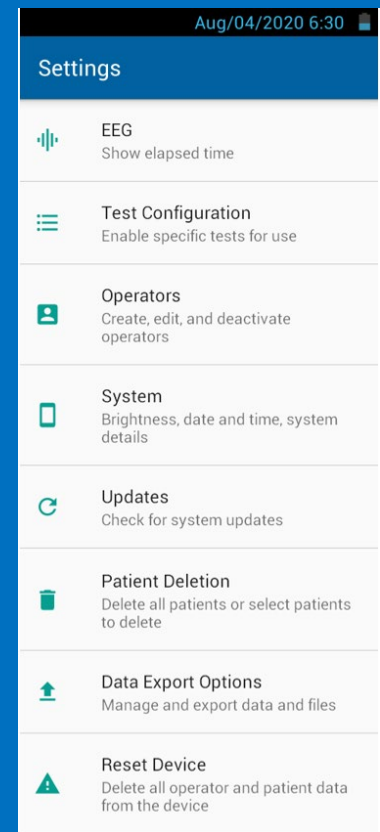 Aug/04/2020 6:30
Settings
EEG
Show elapsed time
Test Configuration
Enable specific tests for use
Operators
Create, edit, and deactivate
operators
System
Brightness, date and time, system
details
Updates
Check for system updates
Patient Deletion
Delete all patients or select patients
to delete
Data Export Options
Manage and export data and files
Reset Device
Delete all operator and patient data
from the device